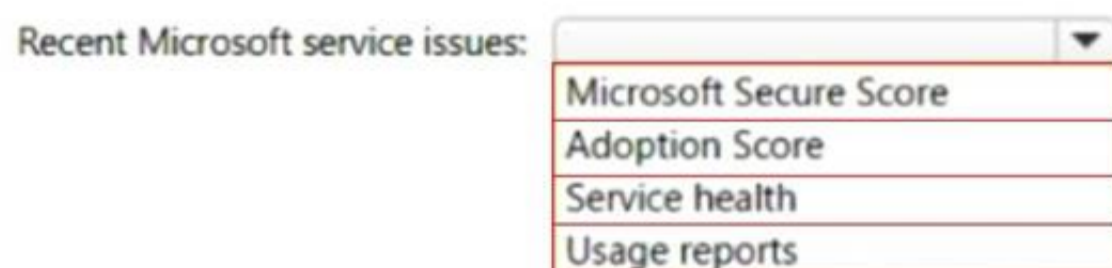 Recent Microsoft service issues:
Microsoft Secure Score
Adoption Score
Service health
Usage reports